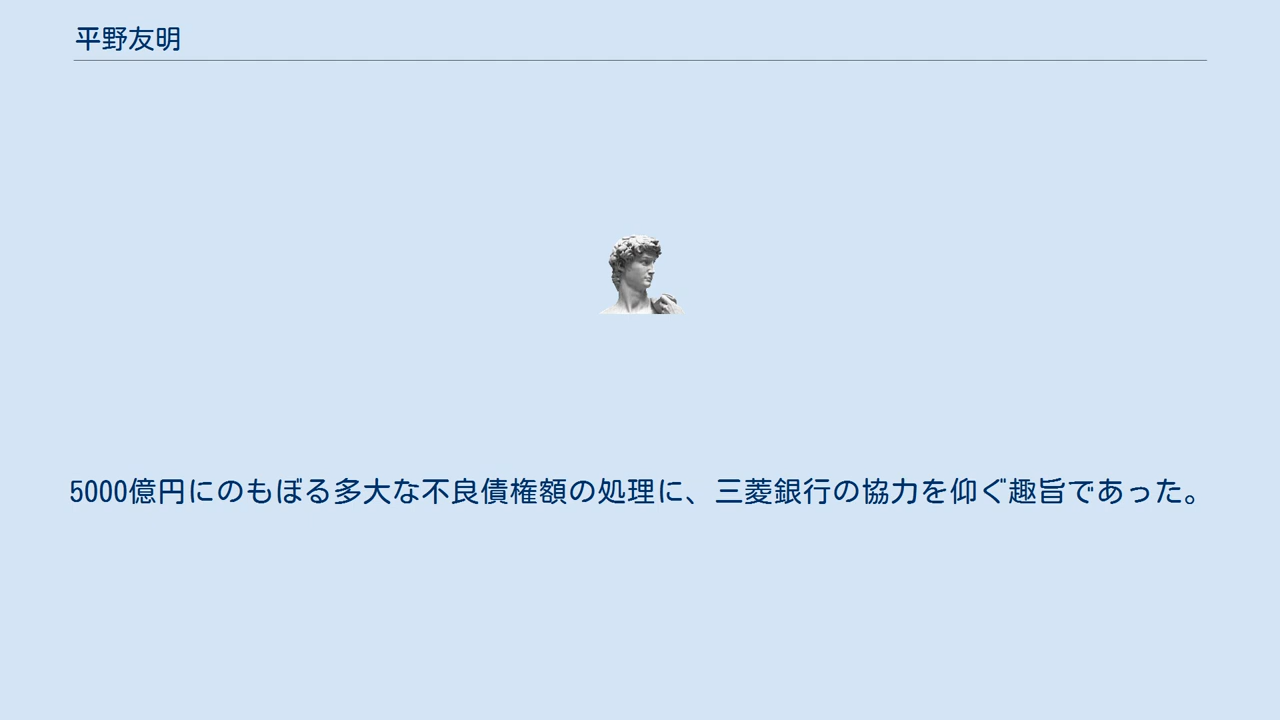 平野友明
5000億円にのもぼる多大な不良債権額の処理に、三菱銀行の協力を仰ぐ趣旨であった。